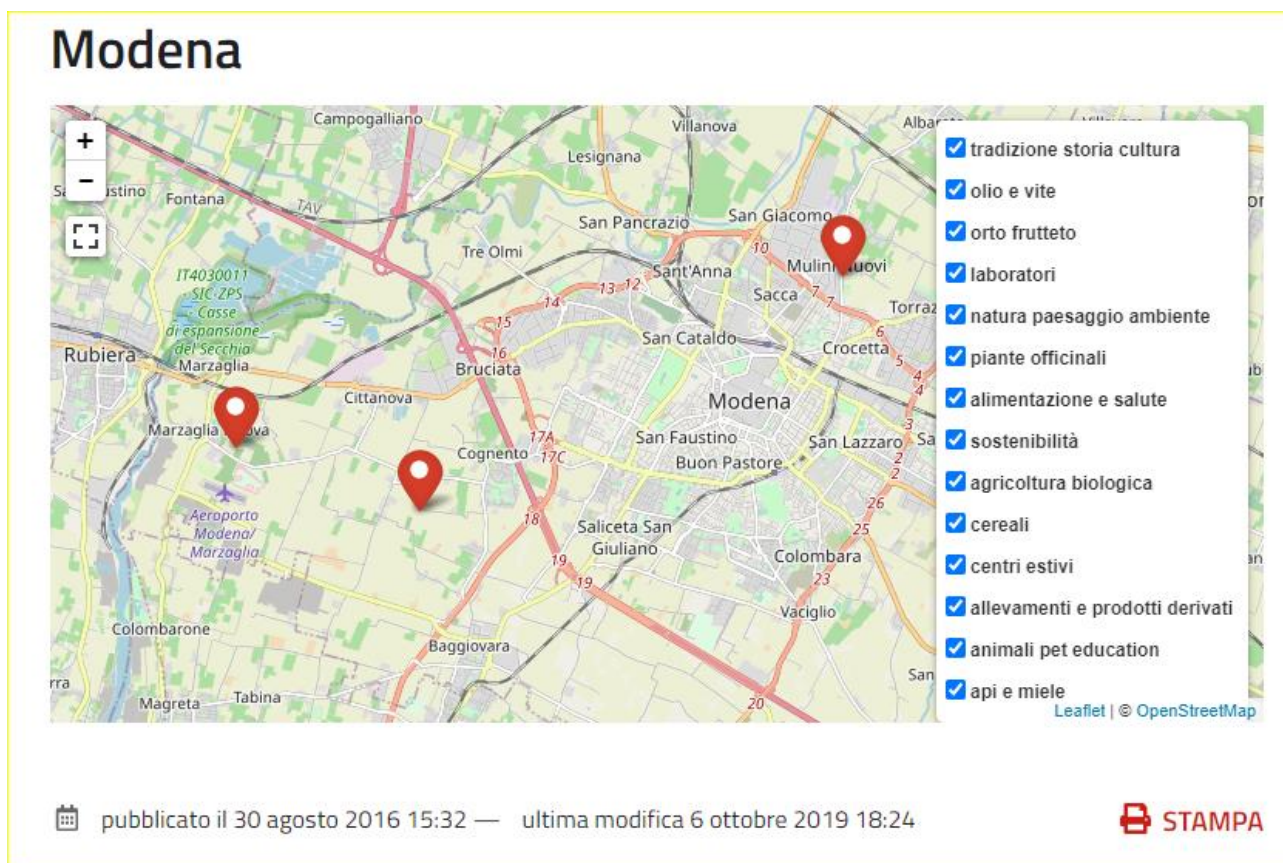 Modena
+
−
Campogalliano
Villanova
Lesignana
Fontana
TAV
San Pancrazio
San Giacomo
Tre Olmi
Sant'Anna
Mulini Nuovi
10
IT4030011
SIC-ZPS
Casse
di espansione
del Secchia
13
12
14
15
16
7
7
6
5
4
4
3
2
2
Sacca
San Cataldo
Crocetta
Rubiera
Marzaglia
Bruciata
Cittanova
Modena
Marzaglia Nuova
17A
17C
Cognento
San Faustino
San Lazzaro
Buon Pastore
Aeroporto
Modena/
Marzaglia
18
26
25
Saliceta San
Giuliano
Colombara
19
19
23
Vaciglio
Colombarone
Baggiovara
Magreta
Tabina
20
tradizione storia cultura
olio e vite
orto frutteto
laboratori
natura paesaggio ambiente
piante officinali
alimentazione e salute
sostenibilità
agricoltura biologica
cereali
centri estivi
allevamenti e prodotti derivati
animali pet education
api e miele
Leaflet | © OpenStreetMap
pubblicato il 30 agosto 2016 15:32 — ultima modifica 6 ottobre 2019 18:24
STAMPA